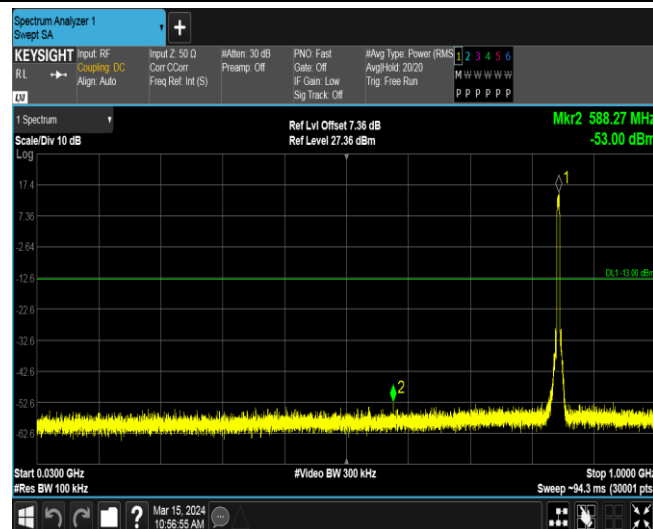 Spectrum Analyzer 1
Swept SA
+
KEYSIGHT
RL
LXI
Input: RF
Coupling: DC
Align: Auto
Input Z: 50 Ω
Corr CCorr
Freq Ref: Int (S)
#Atten: 30 dB
Preamp: Off
PNO: Fast
Gate: Off
IF Gain: Low
Sig Track: Off
#Avg Type: Power (RMS
Avg|Hold: 20/20
Trig: Free Run
1 2 3 4 5 6
M W W W W W
P P P P P P
1 Spectrum
Scale/Div 10 dB
Ref Lvl Offset 7.36 dB
Ref Level 27.36 dBm
Mkr2 588.27 MHz
-53.00 dBm
Log
17.4
7.36
-2.64
-12.6
-22.6
-32.6
-42.6
-52.6
-62.6
1
DL1 -13.00 dBm
2
Start 0.0300 GHz
#Res BW 100 kHz
#Video BW 300 kHz
Stop 1.0000 GHz
Sweep ~94.3 ms (30001 pts
?
Mar 15, 2024
10:56:55 AM